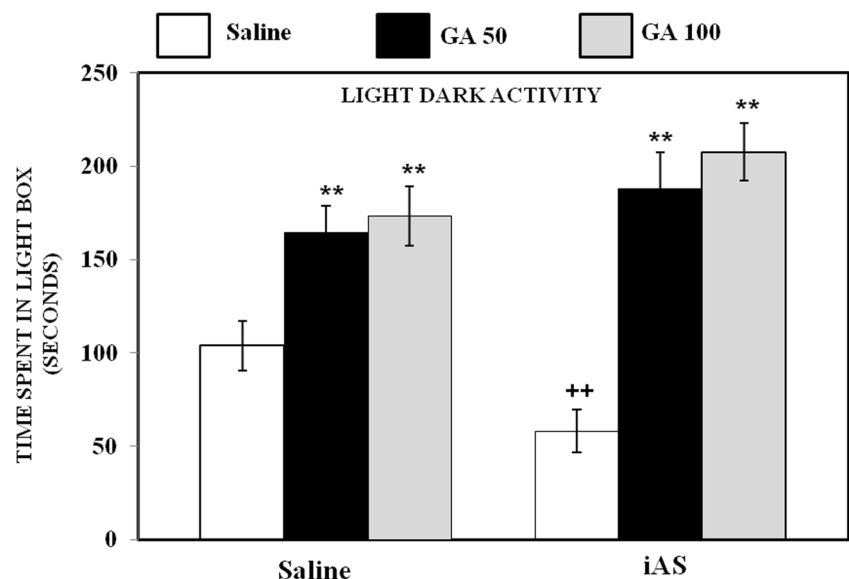 Saline GA 50 GA 100
LIGHT DARK ACTIVITY
TIME SPENT IN LIGHT BOX
(SECONDS)
250
200
150
100
50
0
** ** ++ ** **
Saline iAS